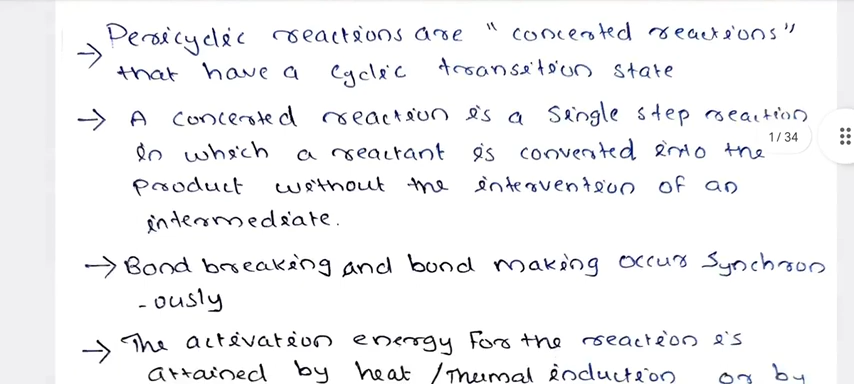 → Pericyclic reactions are "concerted reactions"
that have a cyclic transition state
→ A concerted reaction is a single step reaction
1 / 34
in which a reactant is converted into the
product without the intervention of an
intermediate.
→ Bond breaking and bond making occur synchron
-ously
→ The activation energy for the reaction is
attained by heat /Thermal induction or by